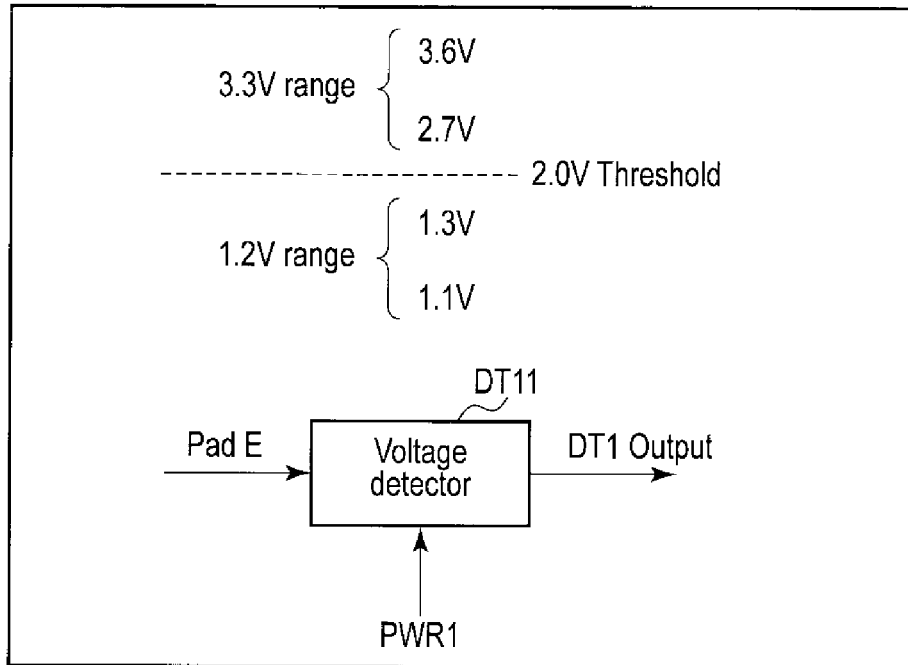 3.6V
3.3V range
2.7V
2.0V Threshold
1.3V
1.2V range
1.1V
DT11
Pad E
Voltage
detector
DT1 Output
PWR1